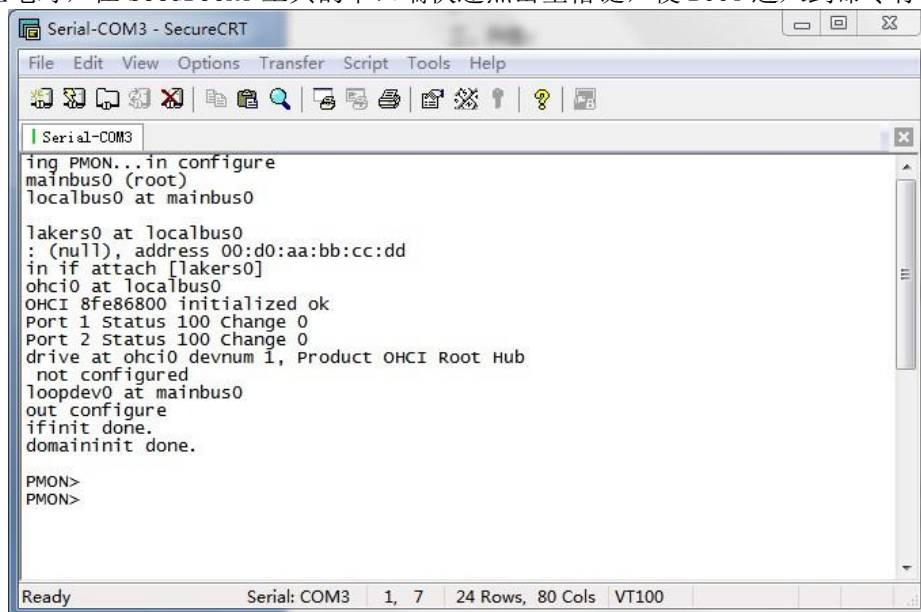 Serial-COM3 - SecureCRT
File Edit View Options Transfer Script Tools Help
Serial-COM3
ing PMON...in configure
mainbus0 (root)
localbus0 at mainbus0
lakers0 at localbus0
: (null), address 00:d0:aa:bb:cc:dd
in if attach [lakers0]
ohci0 at localbus0
OHCI 8fe86800 initialized ok
Port 1 Status 100 Change 0
Port 2 Status 100 Change 0
drive at ohci0 devnum 1, Product OHCI Root Hub
not configured
loopdev0 at mainbus0
out configure
ifinit done.
domaininit done.
PMON>
PMON>
Ready Serial: COM3 1, 7 24 Rows, 80 Cols VT100